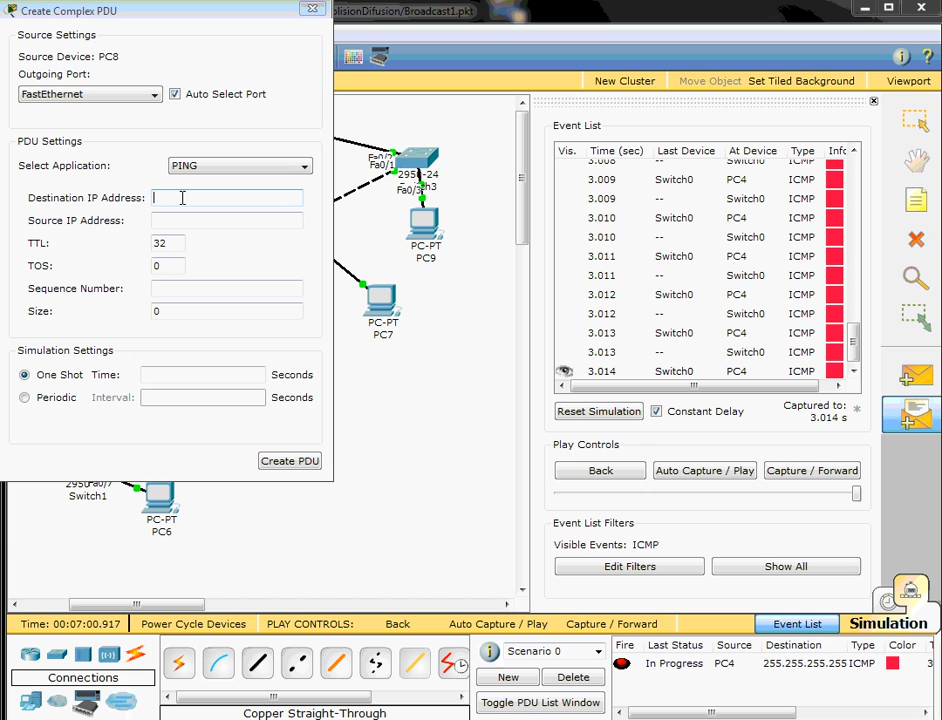 Create Complex PDU
olisionDifusion/Broadcast1.pkt
New Cluster Move Object Set Tiled Background Viewport
Source Settings
Source Device: PC8
Outgoing Port:
FastEthernet
Auto Select Port
PDU Settings
Select Application:
PING
Destination IP Address:
Source IP Address:
TTL:
32
TOS:
0
Sequence Number:
Size:
0
Simulation Settings
One Shot Time:
Seconds
Periodic Interval:
Seconds
Create PDU
Fa0/2
Fa0/1
2950-24
Fa0/3
PC-PT
PC9
PC-PT
PC7
Switch1
PC-PT
PC6
Event List
Vis. Time (sec) Last Device At Device Type Info
3.008 -- Switch0 ICMP
3.009 Switch0 PC4 ICMP
3.009 -- Switch0 ICMP
3.010 Switch0 PC4 ICMP
3.010 -- Switch0 ICMP
3.011 Switch0 PC4 ICMP
3.011 -- Switch0 ICMP
3.012 Switch0 PC4 ICMP
3.012 -- Switch0 ICMP
3.013 Switch0 PC4 ICMP
3.013 -- Switch0 ICMP
3.014 Switch0 PC4 ICMP
Reset Simulation
Constant Delay
Captured to: *
3.014 s
Play Controls
Back
Auto Capture / Play
Capture / Forward
Event List Filters
Visible Events: ICMP
Edit Filters
Show All
Time: 00:07:00.917 Power Cycle Devices PLAY CONTROLS: Back Auto Capture / Play Capture / Forward
Event List
Simulation
Connections
Copper Straight-Through
Scenario 0
New
Delete
Toggle PDU List Window
Fire Last Status Source Destination Type Color
In Progress PC4 255.255.255.255 ICMP